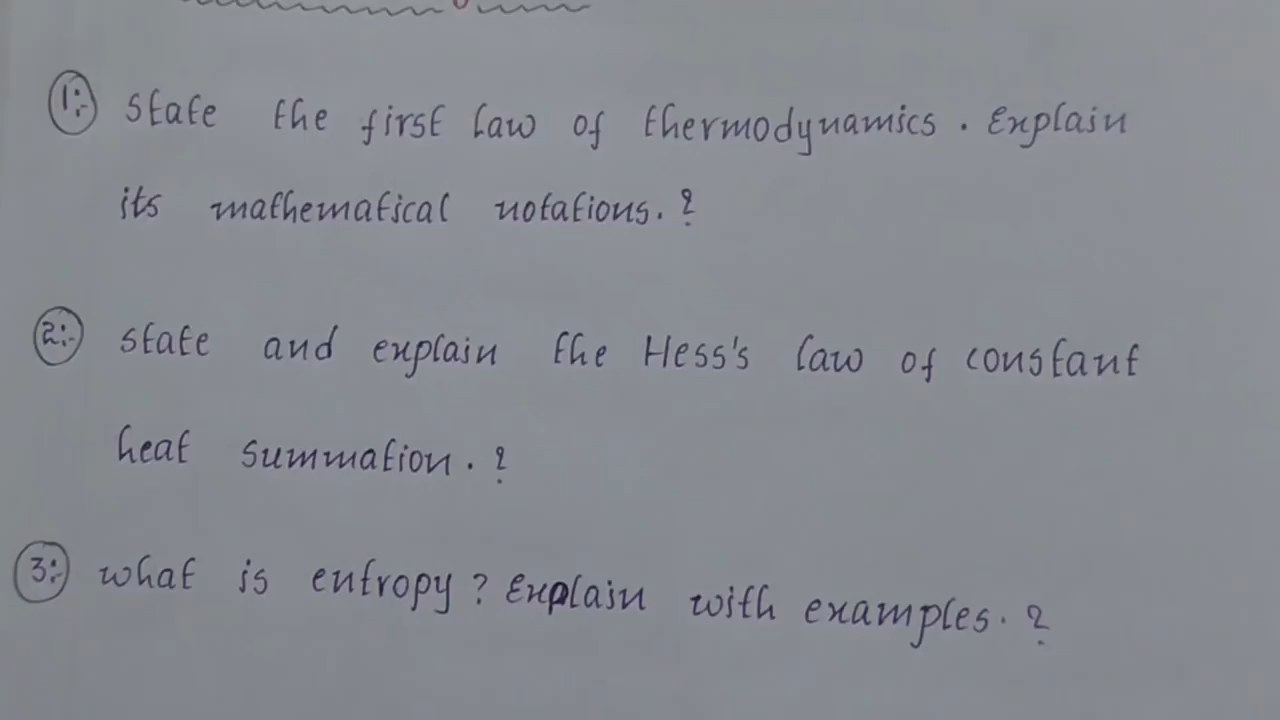 1:- State the first law of thermodynamics. Explain
its mathematical notations.?
2:- state and explain the Hess's law of constant
heat summation.?
3:- what is entropy? Explain with examples.?